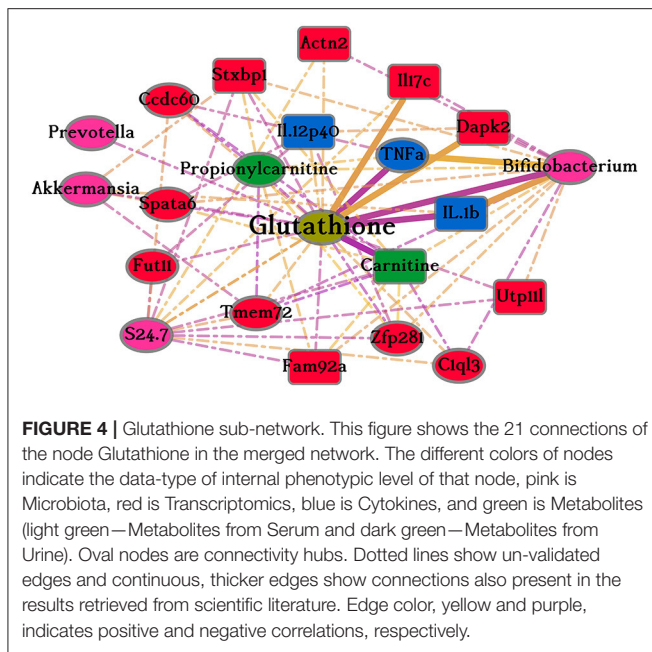 Actn2
Stxbp1
Il17c
Ccdc60
Il.12p40
Dapk2
Prevotella
TNFa
Propionylcarnitine
Bifidobacterium
Akkermansia
Spata6
IL.1b
Glutathione
Fut11
Carnitine
Utp11l
Tmem72
S24.7
Zfp281
Fam92a
C1ql3
FIGURE 4 | Glutathione sub-network. This figure shows the 21 connections of
the node Glutathione in the merged network. The different colors of nodes
indicate the data-type of internal phenotypic level of that node, pink is
Microbiota, red is Transcriptomics, blue is Cytokines, and green is Metabolites
(light green—Metabolites from Serum and dark green—Metabolites from
Urine). Oval nodes are connectivity hubs. Dotted lines show un-validated
edges and continuous, thicker edges show connections also present in the
results retrieved from scientific literature. Edge color, yellow and purple,
indicates positive and negative correlations, respectively.